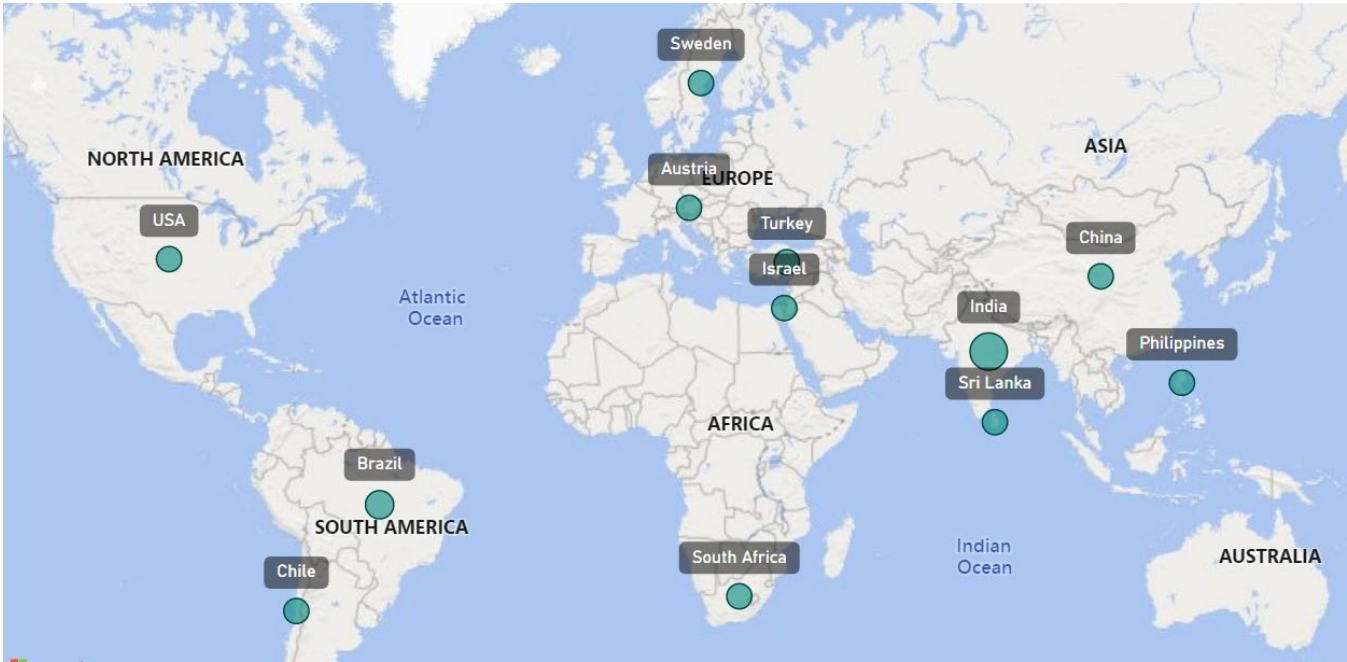 Sweden
NORTH AMERICA
ASIA
Austria
EUROPE
USA
Turkey
China
Israel
Atlantic
Ocean
India
Philippines
Sri Lanka
AFRICA
Brazil
SOUTH AMERICA
Indian
Ocean
South Africa
AUSTRALIA
Chile